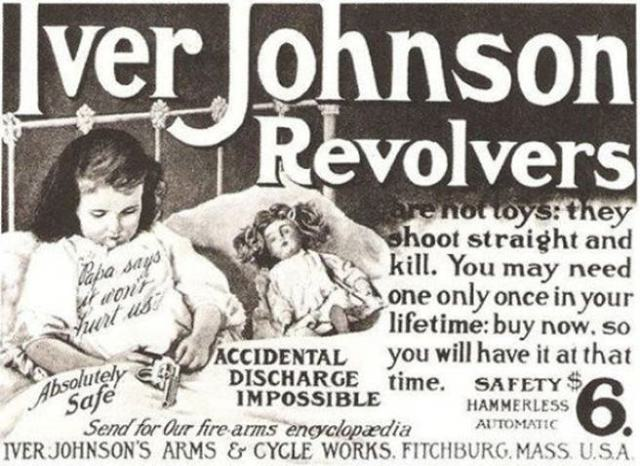 Iver Johnson
Revolvers
are not toys: they
shoot straight and
kill. You may need
one only once in your
lifetime: buy now, so
you will have it at that
time.
Papa says
it won't
hurt us"
Absolutely
Safe
ACCIDENTAL
DISCHARGE
IMPOSSIBLE
SAFETY $6.
HAMMERLESS
AUTOMATIC
Send for Our fire-arms encyclopædia
IVER JOHNSON'S ARMS & CYCLE WORKS. FITCHBURG. MASS. U.S.A.